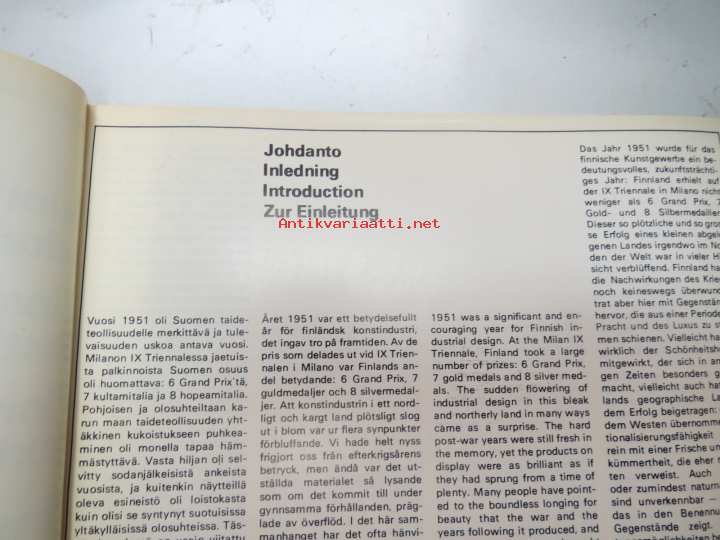 Johdanto
Inledning
Introduction
Zur Einleitung
Antikvariaatti.net
Vuosi 1951 oli Suomen taide-
teollisuudelle merkittävä ja tule-
vaisuuden uskoa antava vuosi.
Milanon IX Triennalessa jaetuis-
ta palkinnoista Suomen osuus
oli huomattava: 6 Grand Prix'tä,
7 kultamitalia ja 8 hopeamitalia.
Pohjoisen ja olosuhteiltaan ka-
run maan taideteollisuuden yht-
äkkinen kukoistukseen puhkea-
minen oli monella tapaa häm-
mästyttävä. Vasta hiljan oli sel-
vitty sodanjälkeisistä ankeista
vuosista, ja kuitenkin näytteillä
oleva esineistö oli loistokasta
kuin olisi se syntynyt suotuisissa
yltäkylläisissä olosuhteissa. Täs-
Året 1951 var ett betydelsefullt
år för finländsk konstindustri,
det ingav tro på framtiden. Av de
pris som delades ut vid IX Trien-
nalen i Milano var Finlands an-
del betydande: 6 Grand Prix, 7
guldmedaljer och 8 silvermedal-
jer. Att konstindustrin i ett nord-
ligt och kargt land plötsligt slog
ut i blom var ur flera synpunkter
förbluffande. Vi hade helt nyss
frigjort oss från efterkrigsårens
betryck, men ändå var det ut-
ställda materialet så lysande
som om det kommit till under
gynnsamma förhållanden, präg-
lade av överflöd. I det här sam-
manhanget har det ofta hänvi-
1951 was a significant and en-
couraging year for Finnish in-
dustrial design. At the Milan IX
Triennale, Finland took a large
number of prizes: 6 Grand Prix,
7 gold medals and 8 silver med-
als. The sudden flowering of
industrial design in this bleak
and northerly land in many ways
came as a surprise. The hard
post-war years were still fresh in
the memory, yet the products on
display were as brilliant as if
they had sprung from a time of
plenty. Many people have point-
ed to the boundless longing for
beauty that the war and the
years following it produced, and
Das Jahr 1951 wurde für das
finnische Kunstgewerbe ein be-
deutungsvolles, zukunftsträchti-
ges Jahr: Finnland erhielt auf
der IX Triennale in Milano nicht
weniger als 6 Grand Prix, 7
Gold- und 8 Silbermedaillen
Dieser so plötzliche und so gros-
se Erfolg eines kleinen abgele-
genen Landes irgendwo im No
den der Welt war in vieler Hi
sicht verblüffend. Finnland ha
die Nachwirkungen des Krie
noch keineswegs überwund
trat aber hier mit Gegenstän
hervor, die aus einer Periode
Pracht und des Luxus zu st
men schienen. Vielleicht ha
wirklich der Schönheitsh
mitgewirkt, der sich in an
gen Zeiten besonders g
macht, vielleicht auch ha
lands geographische La
dem Erfolg beigetragen:
dem Westen übernomme
tionalisierungsfähigkeit
rein mit einer Frische un
kümmertheit, die eher n
ten verweist. Auch
oder zumindest natur
sind unverkennbar –
das in den Benennu
Gegenstände zeigt.